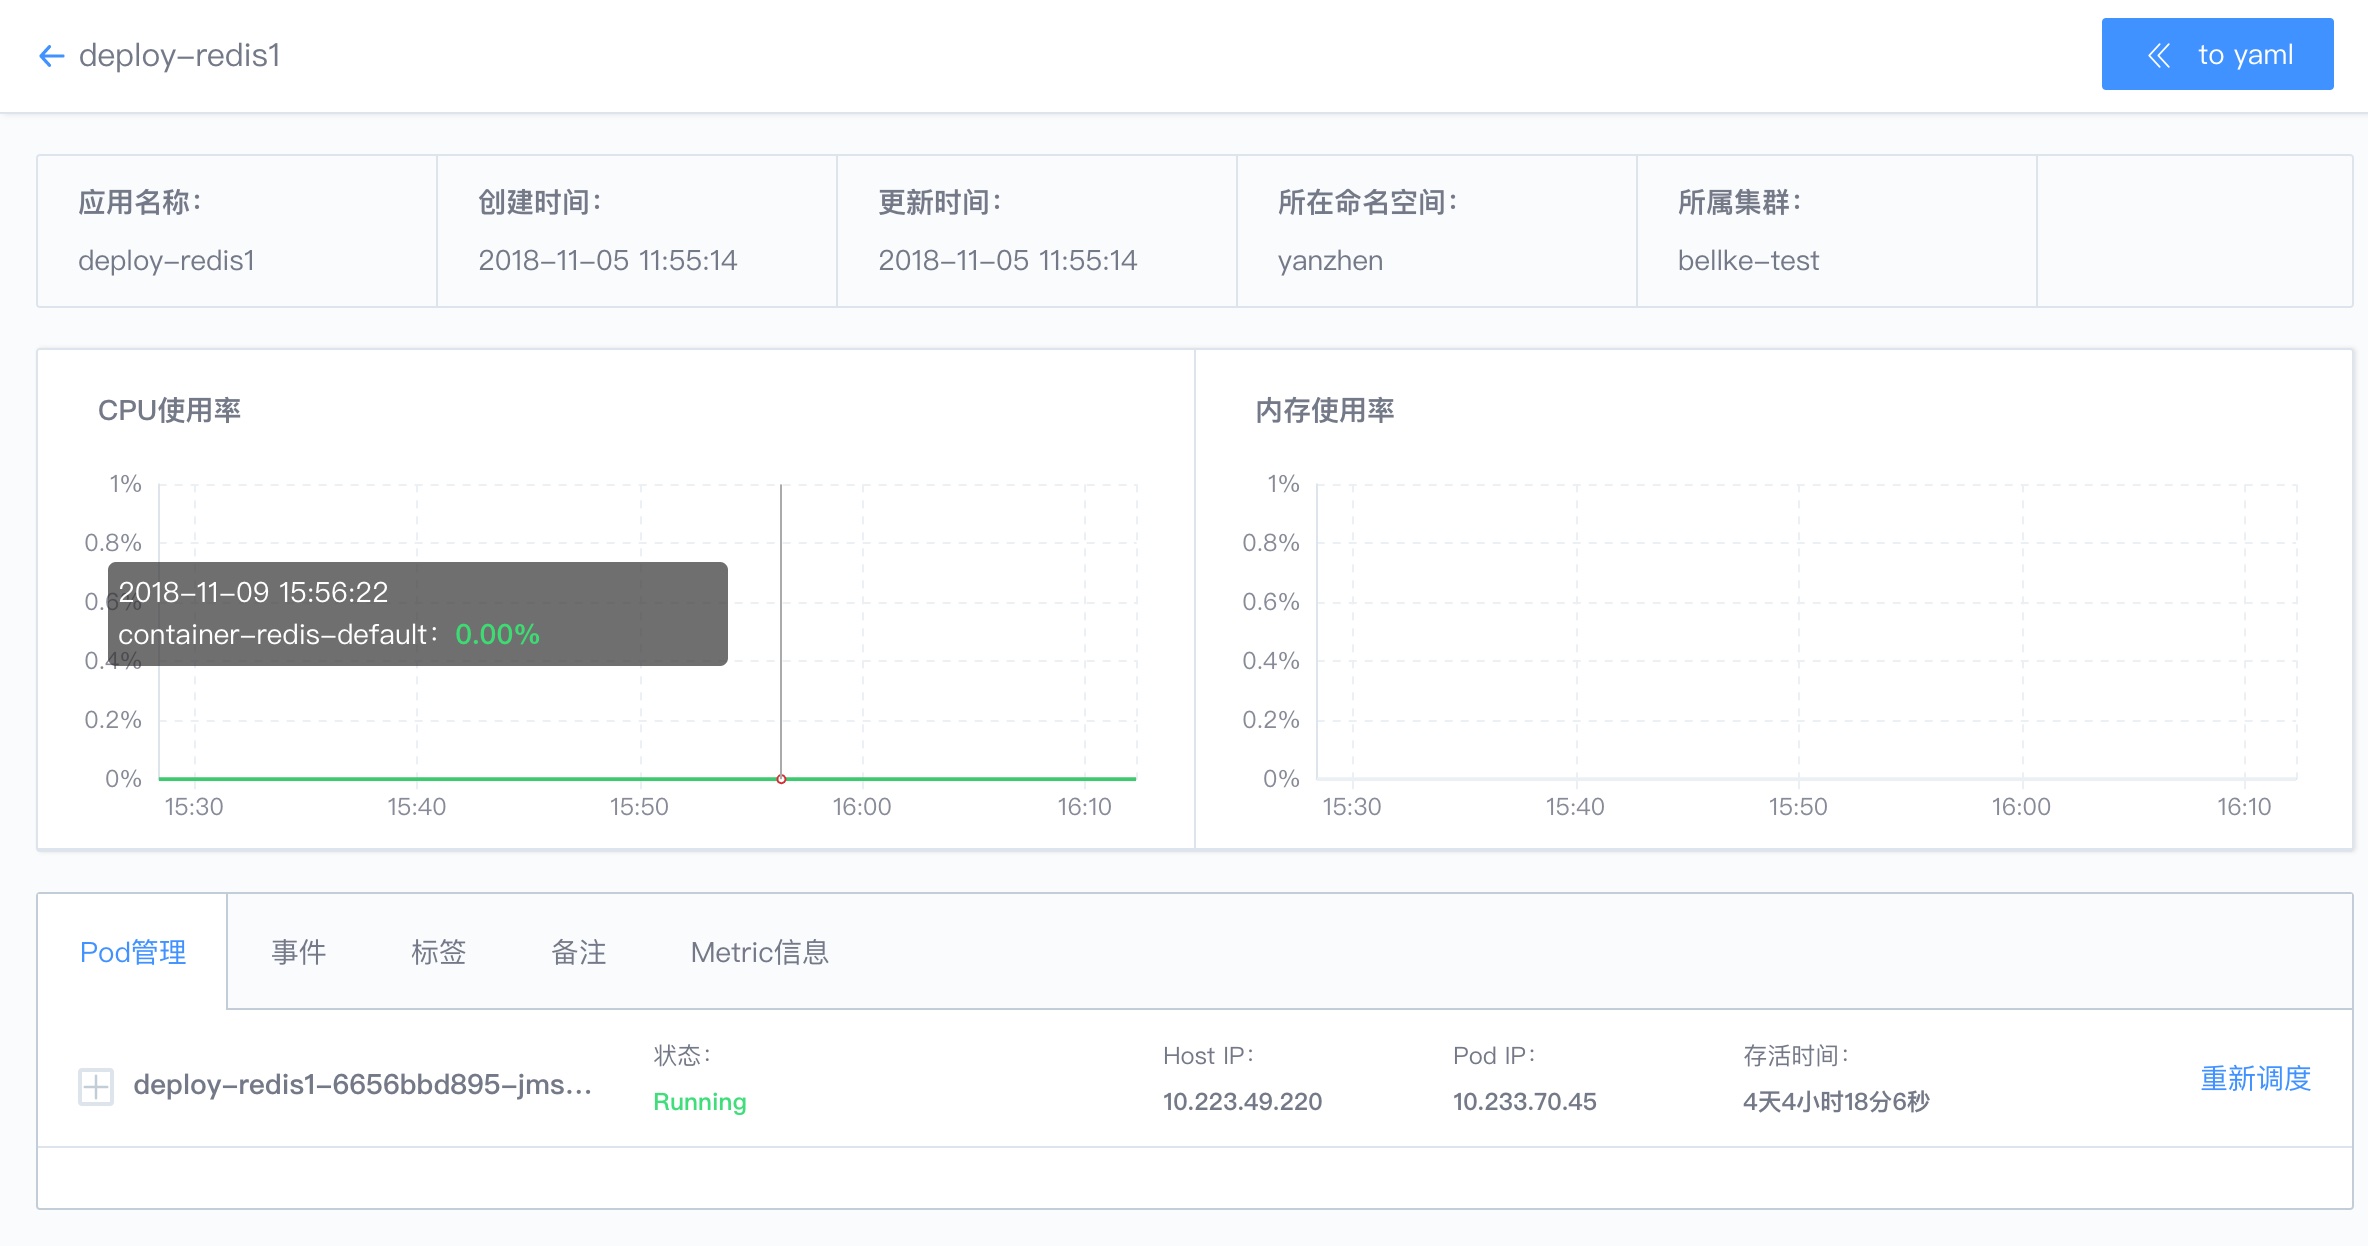 deploy-redis1
to yaml
应用名称：
deploy-redis1
创建时间：
2018-11-05 11:55:14
更新时间：
2018-11-05 11:55:14
所在命名空间：
yanzhen
所属集群：
bellke-test
CPU使用率
1%
0.8%
0.6%
0.4%
0.2%
0%
2018-11-09 15:56:22
container-redis-default： 0.00%
15:30 15:40 15:50 16:00 16:10
内存使用率
1%
0.8%
0.6%
0.4%
0.2%
0%
15:30 15:40 15:50 16:00 16:10
Pod管理 事件 标签 备注 Metric信息
deploy-redis1-6656bbd895-jms...
状态：
Running
Host IP：
10.223.49.220
Pod IP：
10.233.70.45
存活时间：
4天4小时18分6秒
重新调度